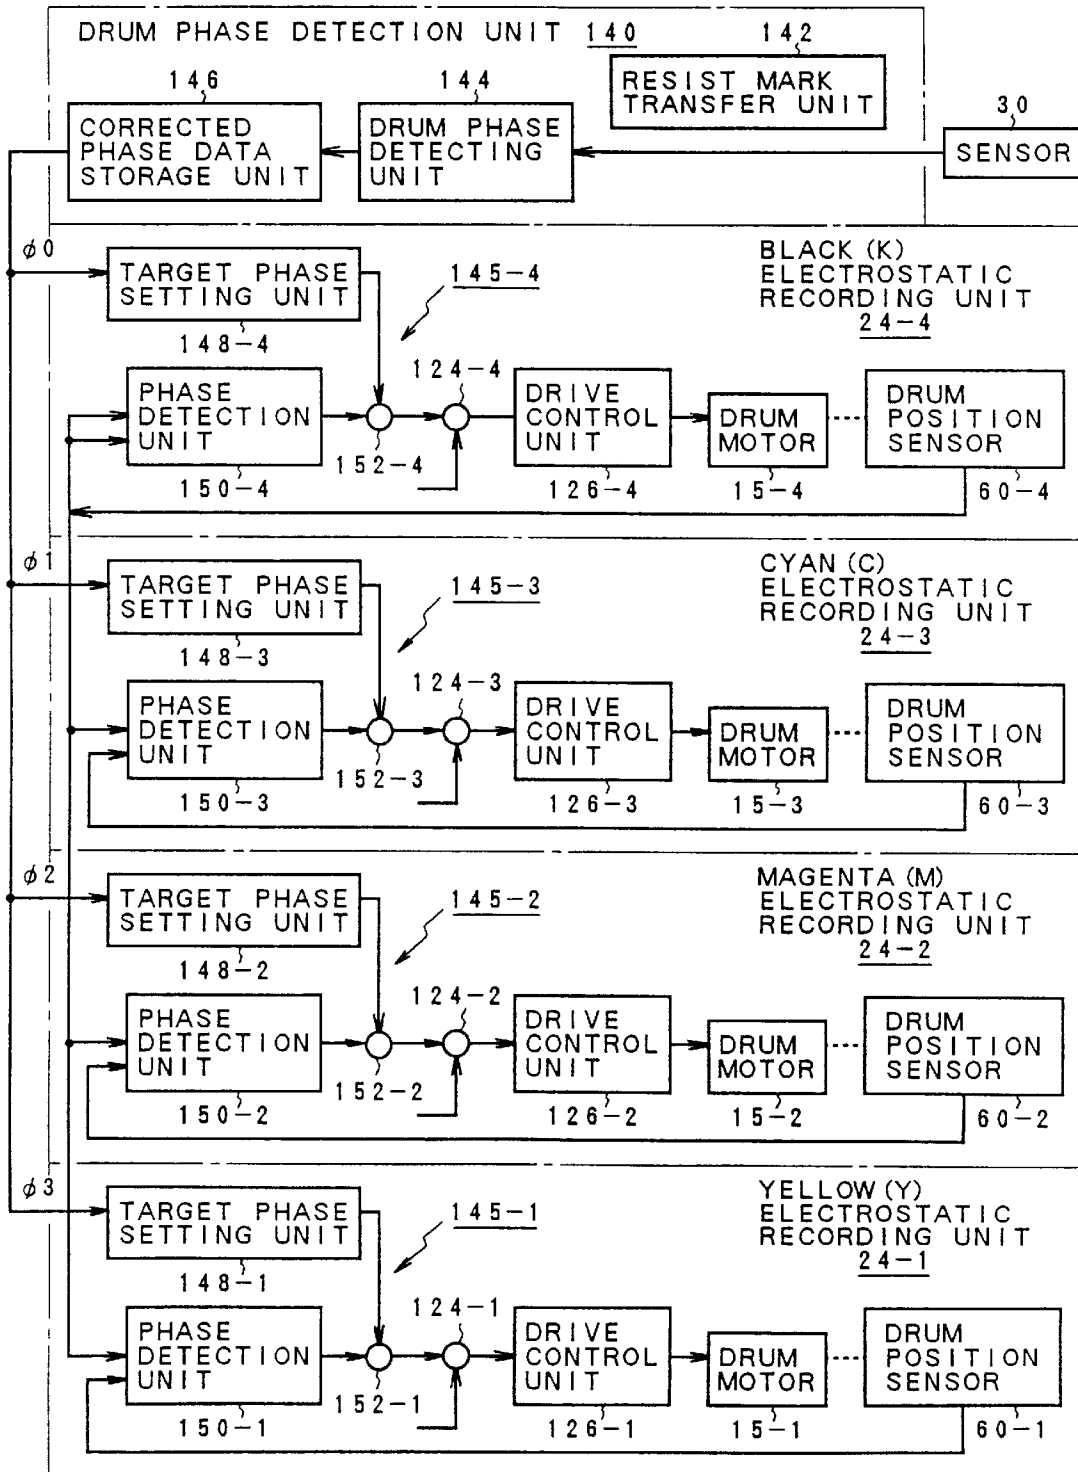 DRUM PHASE DETECTION UNIT 140
142
RESIST MARK
TRANSFER UNIT
146
CORRECTED
PHASE DATA
STORAGE UNIT
144
DRUM PHASE
DETECTING
UNIT
30
SENSOR
φ0
TARGET PHASE
SETTING UNIT
148-4
145-4
BLACK (K)
ELECTROSTATIC
RECORDING UNIT
24-4
PHASE
DETECTION
UNIT
150-4
152-4
124-4
DRIVE
CONTROL
UNIT
126-4
DRUM
MOTOR
15-4
DRUM
POSITION
SENSOR
60-4
φ1
TARGET PHASE
SETTING UNIT
148-3
145-3
CYAN (C)
ELECTROSTATIC
RECORDING UNIT
24-3
PHASE
DETECTION
UNIT
150-3
152-3
124-3
DRIVE
CONTROL
UNIT
126-3
DRUM
MOTOR
15-3
DRUM
POSITION
SENSOR
60-3
φ2
TARGET PHASE
SETTING UNIT
148-2
145-2
MAGENTA (M)
ELECTROSTATIC
RECORDING UNIT
24-2
PHASE
DETECTION
UNIT
150-2
152-2
124-2
DRIVE
CONTROL
UNIT
126-2
DRUM
MOTOR
15-2
DRUM
POSITION
SENSOR
60-2
φ3
TARGET PHASE
SETTING UNIT
148-1
145-1
YELLOW (Y)
ELECTROSTATIC
RECORDING UNIT
24-1
PHASE
DETECTION
UNIT
150-1
152-1
124-1
DRIVE
CONTROL
UNIT
126-1
DRUM
MOTOR
15-1
DRUM
POSITION
SENSOR
60-1